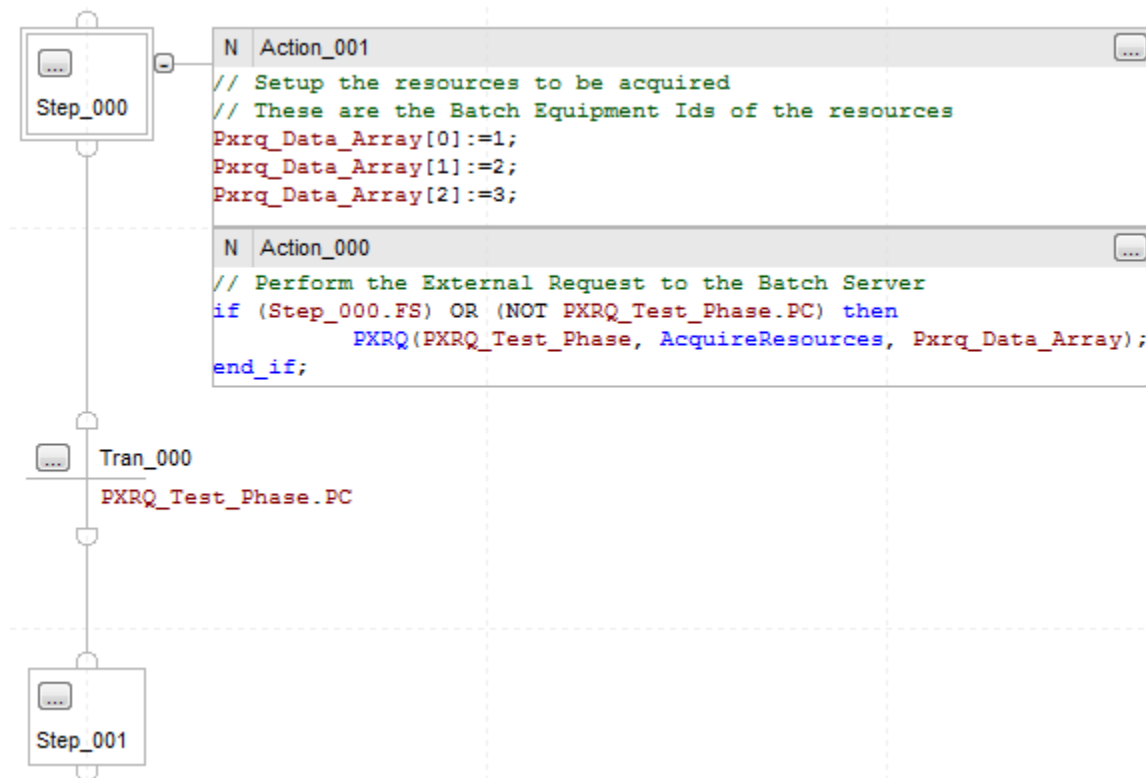 ...
Step_000
N Action_001 ...
// Setup the resources to be acquired
// These are the Batch Equipment Ids of the resources
Pxrq_Data_Array[0]:=1;
Pxrq_Data_Array[1]:=2;
Pxrq_Data_Array[2]:=3;
N Action_000 ...
// Perform the External Request to the Batch Server
if (Step_000.FS) OR (NOT PXRQ_Test_Phase.PC) then
PXRQ(PXRQ_Test_Phase, AcquireResources, Pxrq_Data_Array);
end_if;
... Tran_000
PXRQ_Test_Phase.PC
...
Step_001